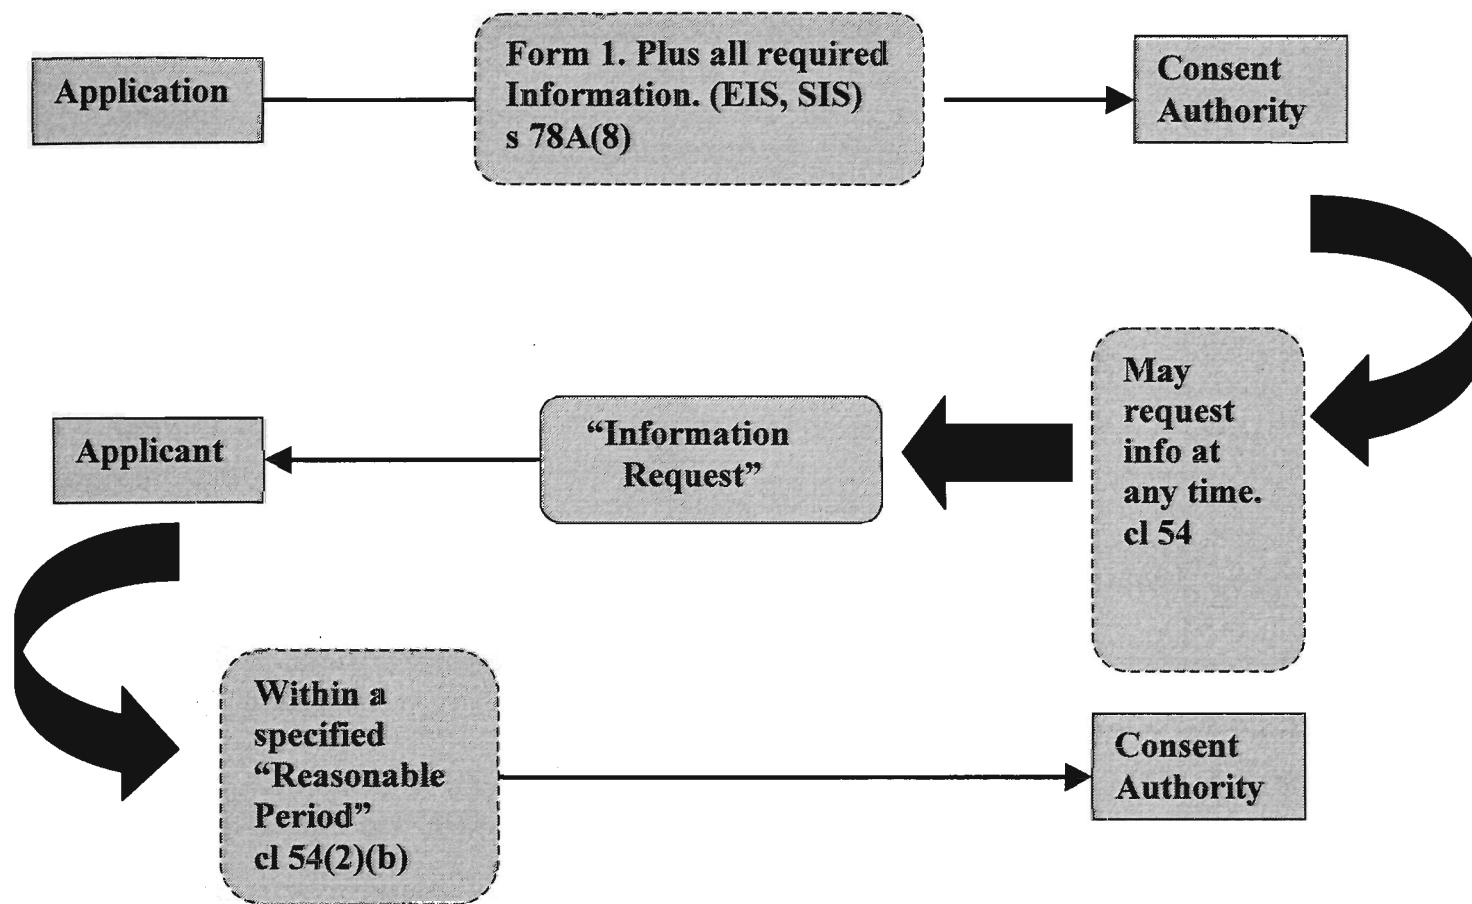 Application
Form 1. Plus all required
Information. (EIS, SIS)
s 78A(8)
Consent
Authority
May
request
info at
any time.
cl 54
“Information
Request”
Applicant
Within a
specified
“Reasonable
Period”
cl 54(2)(b)
Consent
Authority